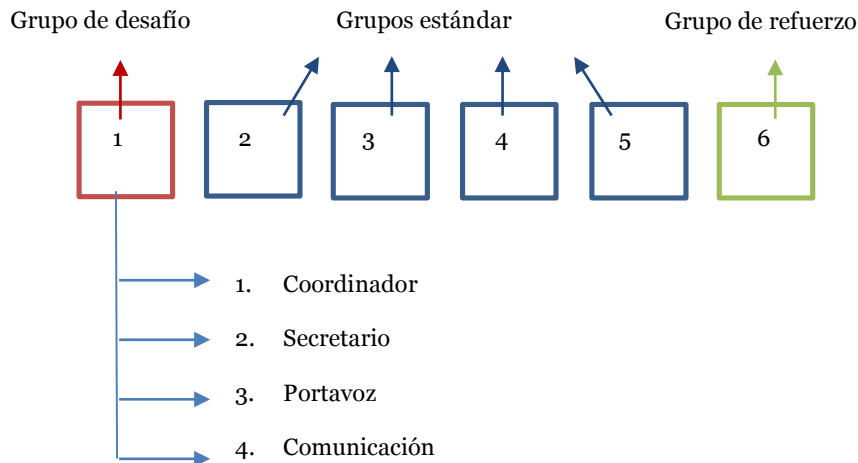 Grupo de desafío
Grupos estándar
Grupo de refuerzo
1
2
3
4
5
6
1. Coordinador
2. Secretario
3. Portavoz
4. Comunicación